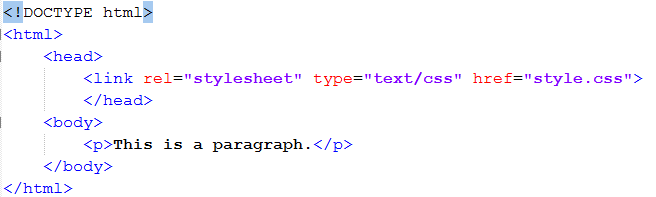 <!DOCTYPE html>
<html>
<head>
<link rel="stylesheet" type="text/css" href="style.css">
</head>
<body>
<p>This is a paragraph.</p>
</body>
</html>